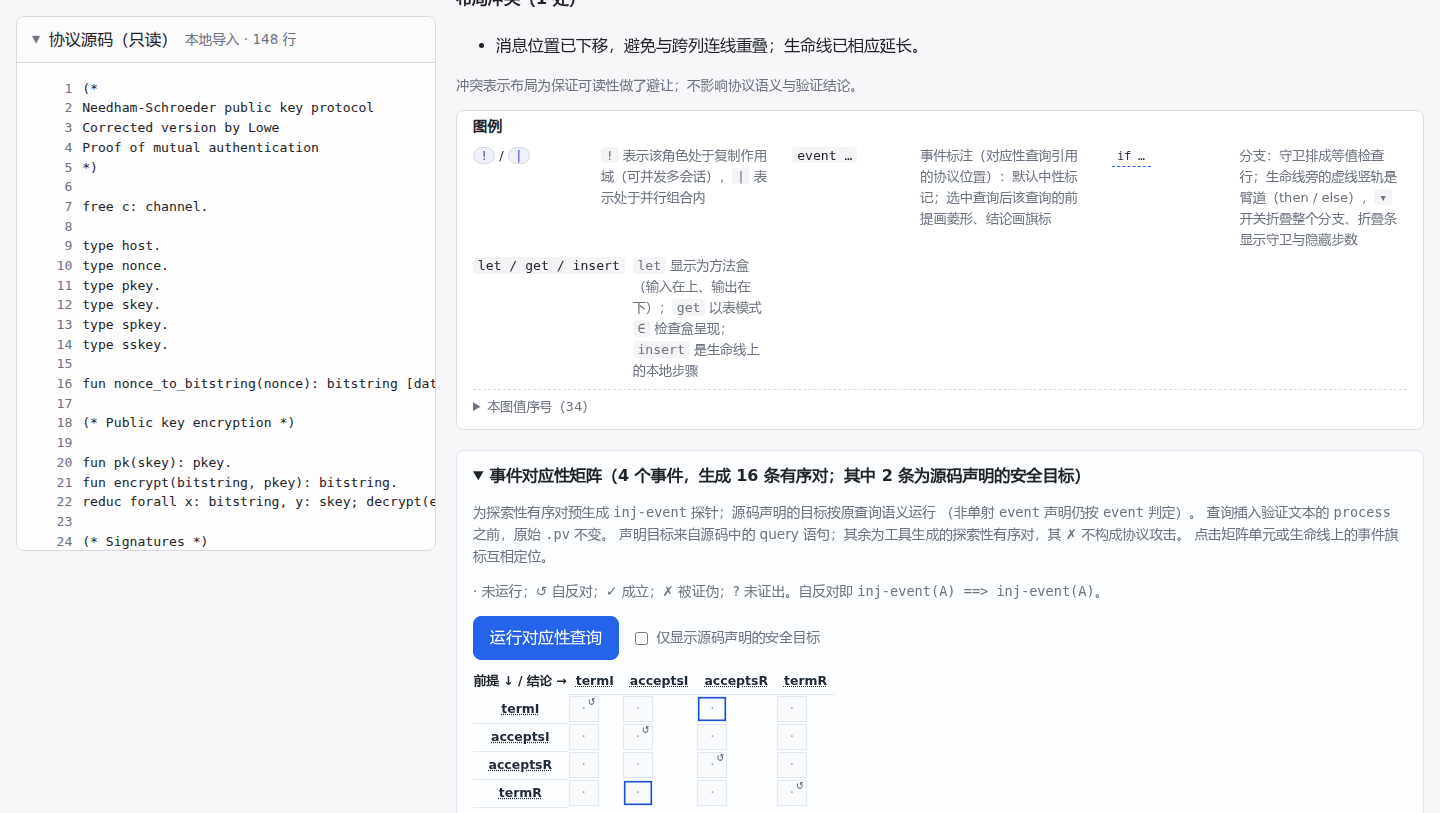 ▼ 协议源码（只读） 本地导入 · 148 行
1 (*
2 Needham-Schroeder public key protocol
3 Corrected version by Lowe
4 Proof of mutual authentication
5 *)
6
7 free c: channel.
8
9 type host.
10 type nonce.
11 type pkey.
12 type skey.
13 type spkey.
14 type sskey.
15
16 fun nonce_to_bitstring(nonce): bitstring [dat
17
18 (* Public key encryption *)
19
20 fun pk(skey): pkey.
21 fun encrypt(bitstring, pkey): bitstring.
22 reduc forall x: bitstring, y: skey; decrypt(e
23
24 (* Signatures *)
布局冲突（1 处）
• 消息位置已下移，避免与跨列连线重叠；生命线已相应延长。
冲突表示布局为保证可读性做了避让；不影响协议语义与验证结论。
图例
! / |
! 表示该角色处于复制作用
域（可并发多会话），| 表
示处于并行组合内
event …
事件标注（对应性查询引用
的协议位置）：默认中性标
记；选中查询后该查询的前
提画菱形、结论画旗标
if …
分支：守卫排成等值检查
行；生命线旁的虚线竖轨是
臂道（then / else），▾
开关折叠整个分支、折叠条
显示守卫与隐藏步数
let / get / insert
let 显示为方法盒
（输入在上、输出在
下）；get 以表模式
∈ 检查盒呈现；
insert 是生命线上
的本地步骤
▶ 本图值序号（34）
▼ 事件对应性矩阵（4 个事件，生成 16 条有序对；其中 2 条为源码声明的安全目标）
为探索性有序对预生成 inj-event 探针；源码声明的目标按原查询语义运行 （非单射 event 声明仍按 event 判定）。 查询插入验证文本的 process
之前，原始 .pv 不变。 声明目标来自源码中的 query 语句；其余为工具生成的探索性有序对，其 ✗ 不构成协议攻击。 点击矩阵单元或生命线上的事件旗
标互相定位。
· 未运行；↺ 自反对；✓ 成立；✗ 被证伪；? 未证出。自反对即 inj-event(A) ==> inj-event(A)。
运行对应性查询 仅显示源码声明的安全目标
前提 ↓ / 结论 → termI acceptsI acceptsR termR
termI ·↺ · · ·
acceptsI · ·↺ · ·
acceptsR · · ·↺ ·
termR · · · ·↺